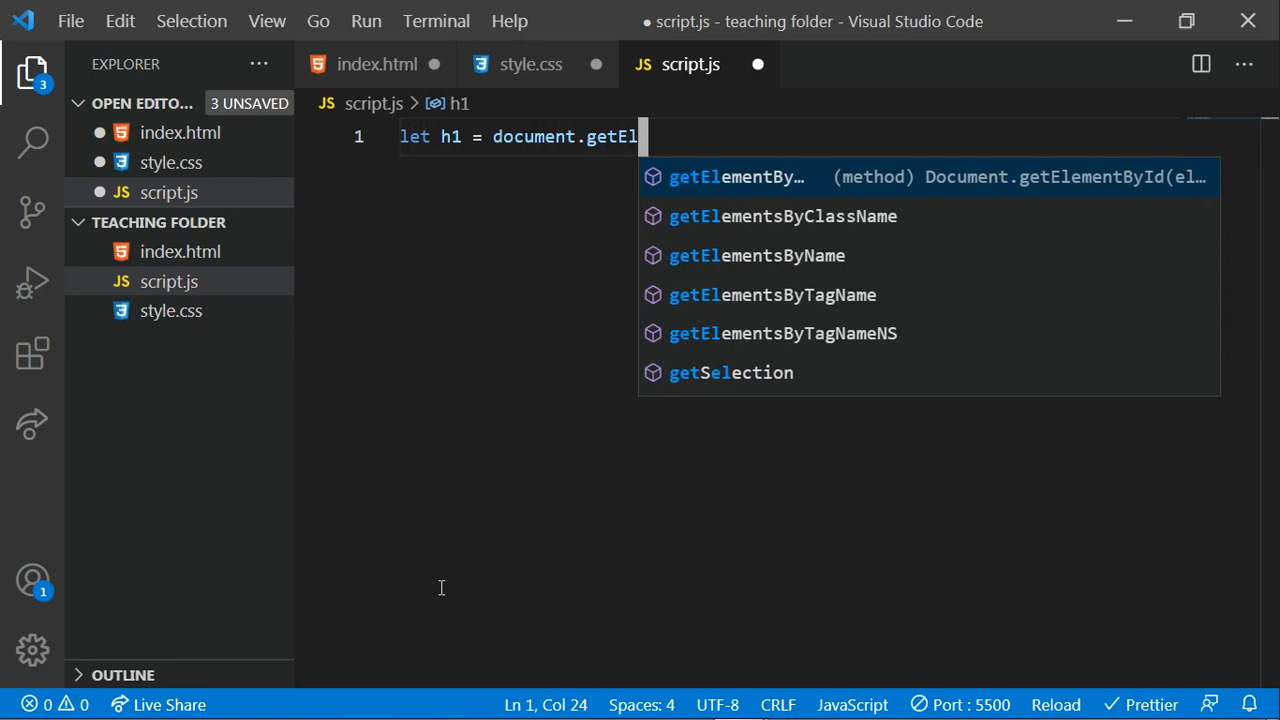 File Edit Selection View Go Run Terminal Help
● script.js - teaching folder - Visual Studio Code
EXPLORER
index.html
style.css
JS script.js
3
OPEN EDITO... 3 UNSAVED
index.html
style.css
JS script.js
TEACHING FOLDER
index.html
JS script.js
style.css
OUTLINE
JS script.js > h1
1 let h1 = document.getEl
getElementBy... (method) Document.getElementById(el...
getElementsByClassName
getElementsByName
getElementsByTagName
getElementsByTagNameNS
getSelection
1
0 0 Live Share Ln 1, Col 24 Spaces: 4 UTF-8 CRLF JavaScript Port : 5500 Reload Prettier